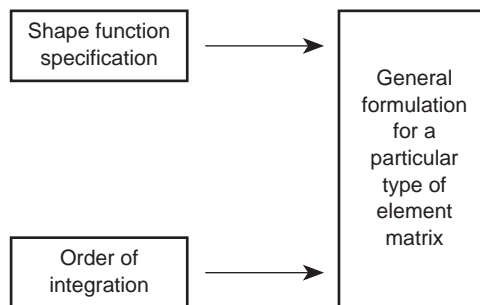 Shape function
specification
General
formulation
for a
particular
type of
element
matrix
Order of
integration